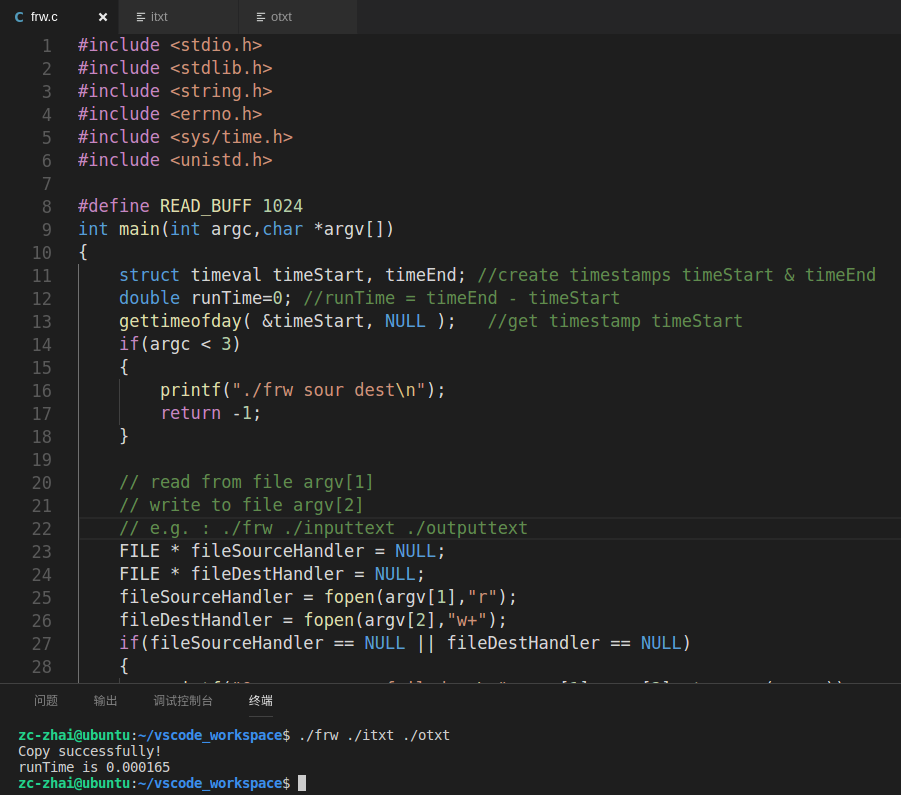 C frw.c × itxt otxt
1 #include <stdio.h>
2 #include <stdlib.h>
3 #include <string.h>
4 #include <errno.h>
5 #include <sys/time.h>
6 #include <unistd.h>
7
8 #define READ_BUFF 1024
9 int main(int argc,char *argv[])
10 {
11     struct timeval timeStart, timeEnd; //create timestamps timeStart & timeEnd
12     double runTime=0; //runTime = timeEnd - timeStart
13     gettimeofday( &timeStart, NULL );   //get timestamp timeStart
14     if(argc < 3)
15     {
16         printf("./frw sour dest\n");
17         return -1;
18     }
19
20     // read from file argv[1]
21     // write to file argv[2]
22     // e.g. : ./frw ./inputtext ./outputtext
23     FILE * fileSourceHandler = NULL;
24     FILE * fileDestHandler = NULL;
25     fileSourceHandler = fopen(argv[1],"r");
26     fileDestHandler = fopen(argv[2],"w+");
27     if(fileSourceHandler == NULL || fileDestHandler == NULL)
28     {
问题 输出 调试控制台 终端
zc-zhai@ubuntu:~/vscode_workspace$ ./frw ./itxt ./otxt
Copy successfully!
runTime is 0.000165
zc-zhai@ubuntu:~/vscode_workspace$